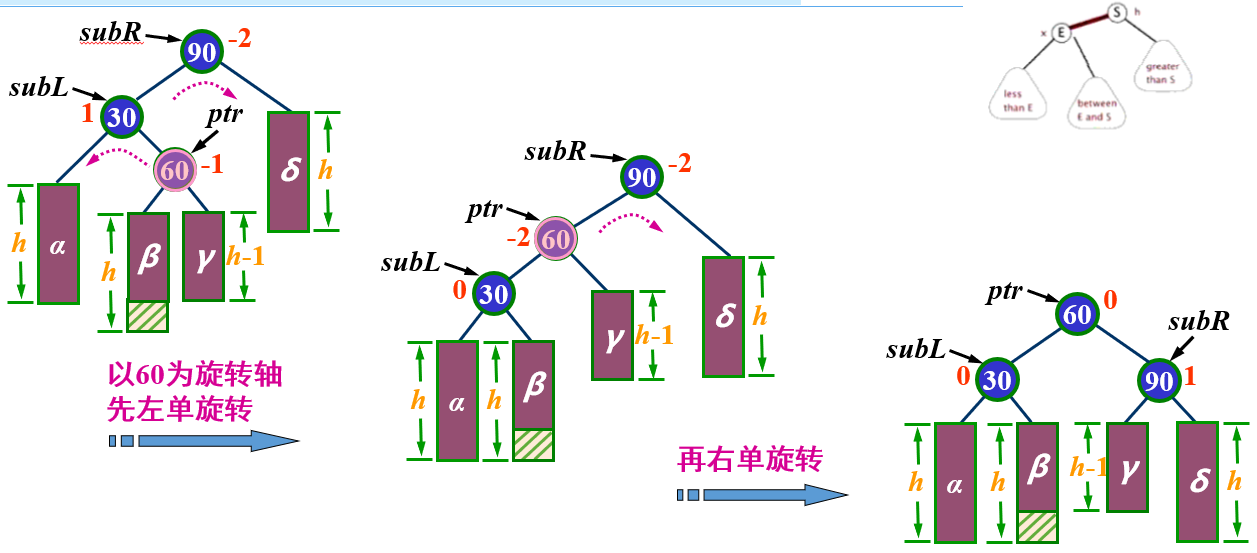 subR
90
-2
subL
1
30
ptr
60
-1
α
h
β
h
γ
h-1
δ
h
以60为旋转轴
先左单旋转
subR
90
-2
ptr
-2
60
subL
0
30
α
h
β
h
γ
h-1
δ
h
再右单旋转
S
h
x
E
less
than E
between
E and S
greater
than S
ptr
60
0
subL
0
30
subR
90
1
h
α
h
β
h-1
γ
δ
h